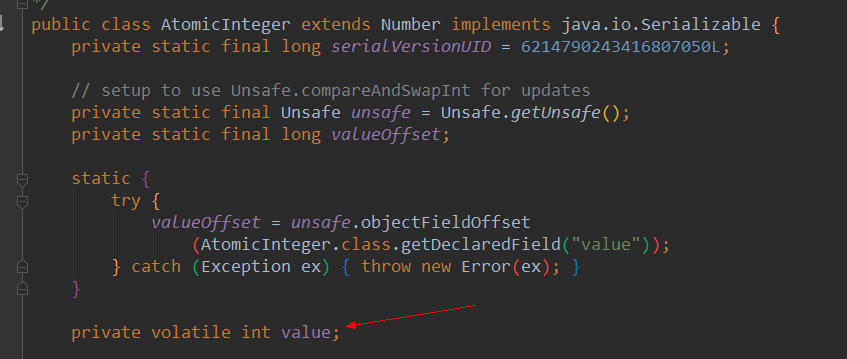 */
public class AtomicInteger extends Number implements java.io.Serializable {
private static final long serialVersionUID = 6214790243416807050L;
// setup to use Unsafe.compareAndSwapInt for updates
private static final Unsafe unsafe = Unsafe.getUnsafe();
private static final long valueOffset;
static {
try {
valueOffset = unsafe.objectFieldOffset
(AtomicInteger.class.getDeclaredField("value"));
} catch (Exception ex) { throw new Error(ex); }
}
private volatile int value;